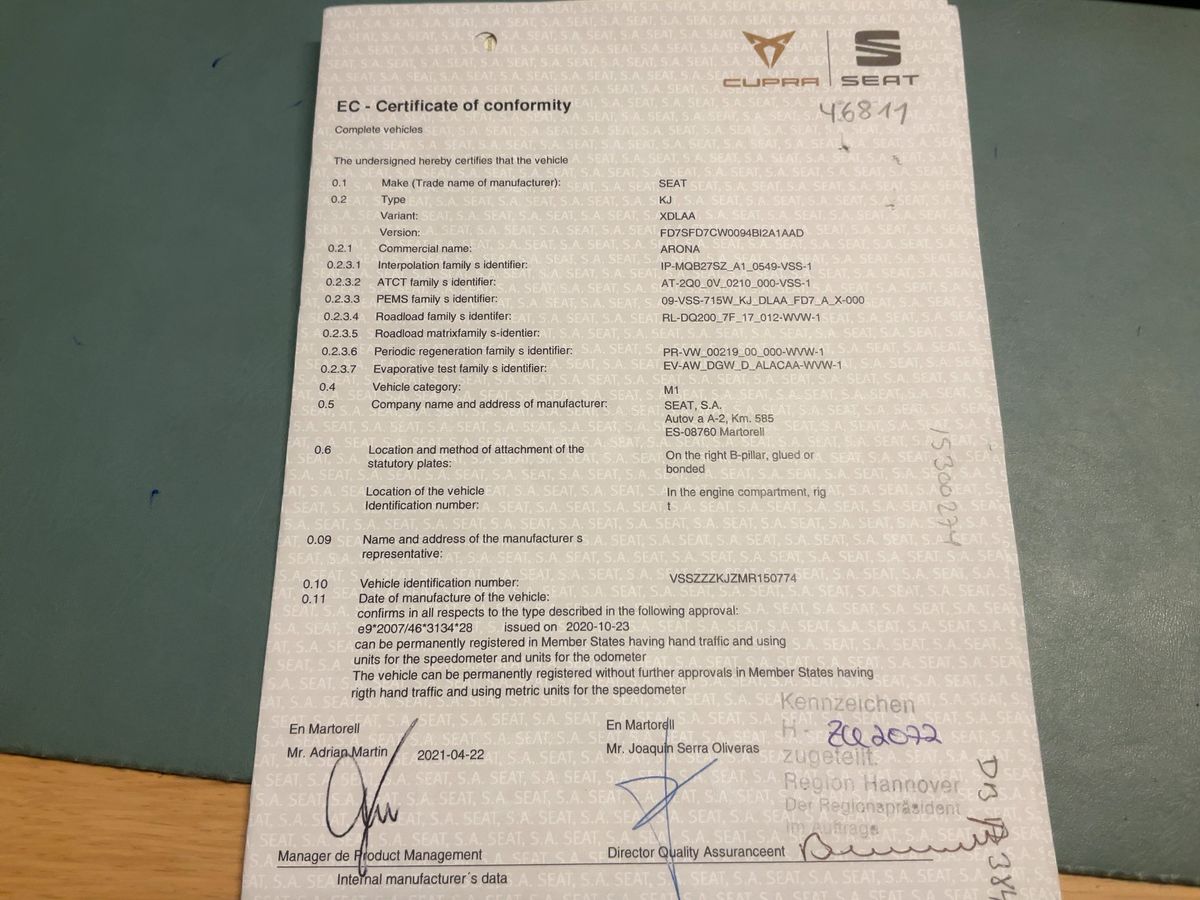 CUPRA SEAT
46811
EC - Certificate of conformity
Complete vehicles
The undersigned hereby certifies that the vehicle
0.1 Make (Trade name of manufacturer): SEAT
0.2 Type KJ
Variant: XDLAA
Version: FD7SFD7CW0094BI2A1AAD
0.2.1 Commercial name: ARONA
0.2.3.1 Interpolation family s identifier: IP-MQB27SZ_A1_0549-VSS-1
0.2.3.2 ATCT family s identifier: AT-2Q0_0V_0210_000-VSS-1
0.2.3.3 PEMS family s identifier: 09-VSS-715W_KJ_DLAA_FD7_A_X-000
0.2.3.4 Roadload family identifer: RL-DQ200_7F_17_012-WVW-1
0.2.3.5 Roadload matrixfamily s-identier:
0.2.3.6 Periodic regeneration family s identifier: PR-VW_00219_00_000-WVW-1
0.2.3.7 Evaporative test family s identifier: EV-AW_DGW_D_ALACAA-WVW-1
0.4 Vehicle category: M1
0.5 Company name and address of manufacturer: SEAT, S.A.
Autov a A-2, Km. 585
ES-08760 Martorell
0.6 Location and method of attachment of the statutory plates: On the right B-pillar, glued or
bonded
Location of the vehicle In the engine compartment, rig
Identification number: t
15300274
0.09 Name and address of the manufacturer s
representative:
0.10 Vehicle identification number: VSSZZZKJZMR150774
0.11 Date of manufacture of the vehicle:
confirms in all respects to the type described in the following approval:
e9*2007/46*3134*28 issued on 2020-10-23
can be permanently registered in Member States having hand traffic and using
units for the speedometer and units for the odometer
The vehicle can be permanently registered without further approvals in Member States having
rigth hand traffic and using metric units for the speedometer
Kennzeichen
H - ZU 2072
zugeteilt.
Region Hannover
Der Regionspräsident
Im Auftrage
En Martorell En Martorell
Mr. Adrian Martin 2021-04-22 Mr. Joaquin Serra Oliveras
Manager de Product Management Director Quality Assuranceent
Internal manufacturer´s data